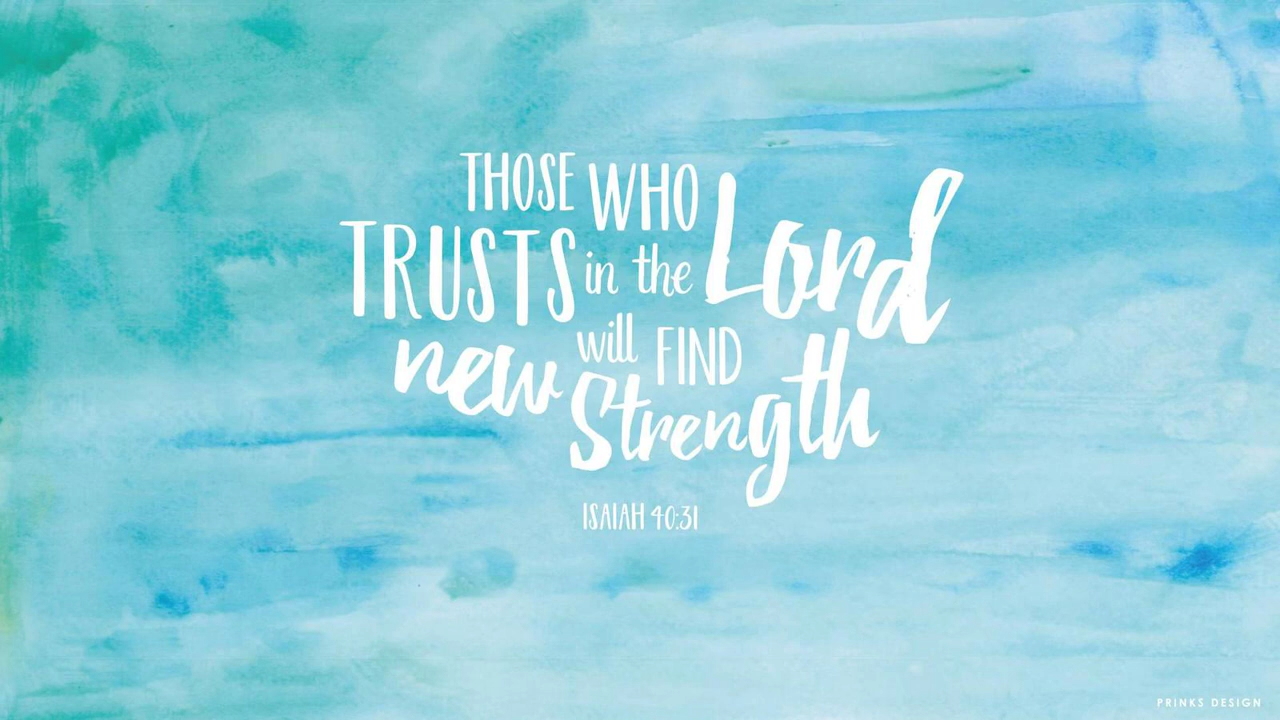 THOSE WHO
TRUSTS in the Lord
will FIND
new Strength
ISAIAH 40:31
PRINKS DESIGN